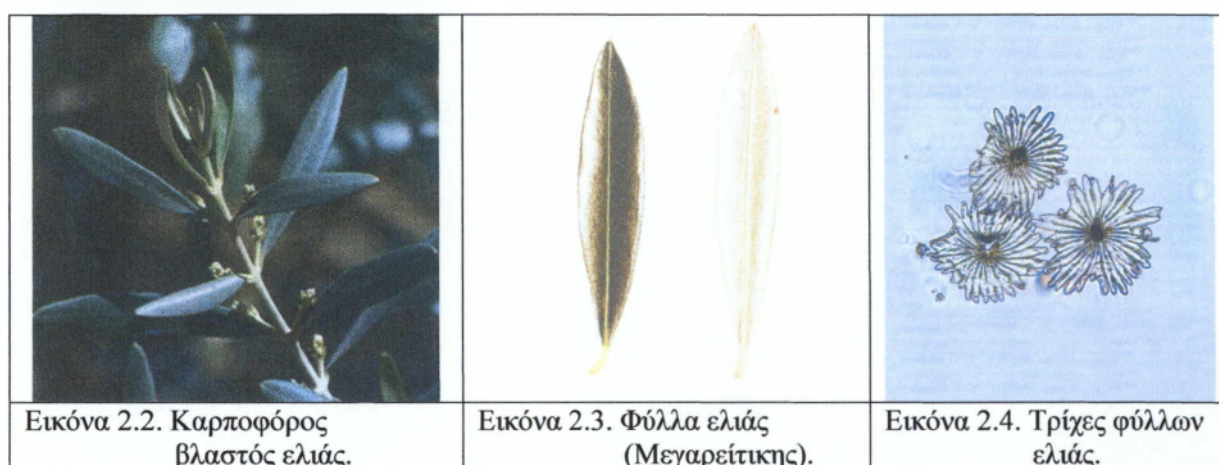 Εικόνα 2.2. Καρποφόρος
βλαστός ελιάς.
Εικόνα 2.3. Φύλλα ελιάς
(Μεγαρείτικης).
Εικόνα 2.4. Τρίχες φύλλων
ελιάς.